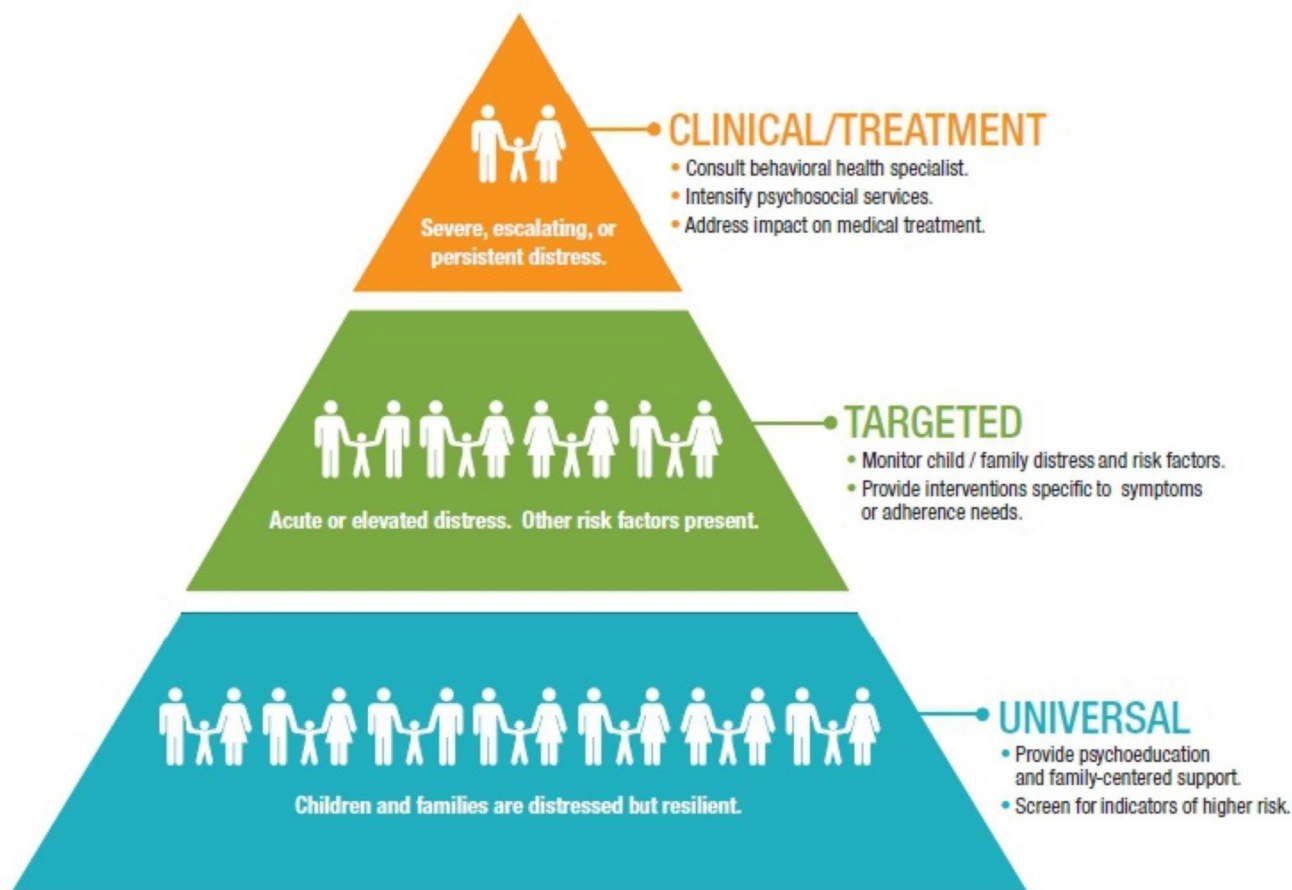 CLINICAL/TREATMENT
• Consult behavioral health specialist.
• Intensify psychosocial services.
• Address impact on medical treatment.
Severe, escalating, or
persistent distress.
TARGETED
• Monitor child / family distress and risk factors.
• Provide interventions specific to symptoms
or adherence needs.
Acute or elevated distress. Other risk factors present.
UNIVERSAL
• Provide psychoeducation
and family-centered support.
• Screen for indicators of higher risk.
Children and families are distressed but resilient.